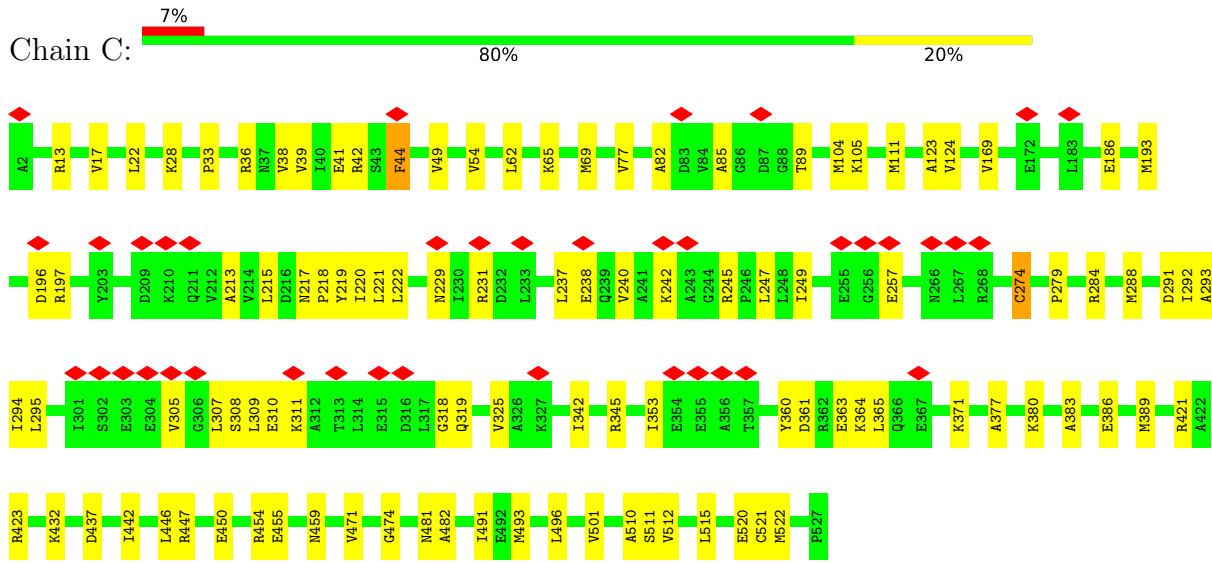 7%
Chain C:
80% 20%
A2 R13 V17 L22 K28 P33 R36 N37 V38 V39 I40 E41 R42 S43 F44 V49 V54 L62 K65 M69 V77 A82 D83 V84 A85 G86 D87 G88 T89 M104 K105 M111 A123 V124 V169 E172 L183 E186 M193
D196 R197 Y203 D209 K210 Q211 V212 A213 V214 L215 D216 N217 P218 Y219 I220 L221 L222 N229 I230 R231 D232 L233 L237 E238 Q239 V240 A241 K242 A243 G244 R245 P246 L247 L248 I249 E255 G256 E257 N266 L267 R268 C274 P279 R284 M288 D291 I292 A293
I294 L295 I301 S302 E303 E304 V305 G306 L307 S308 L309 E310 K311 A312 T313 L314 E315 D316 L317 G318 Q319 V325 A326 K327 I342 R345 I353 E354 E355 A356 T357 Y360 D361 R362 E363 K364 L365 Q366 E367 K371 A377 K380 A383 E386 M389 R421 A422
R423 K432 D437 I442 L446 R447 E450 R454 E455 N459 V471 G474 N481 A482 I491 E492 M493 L496 V501 A510 S511 V512 L515 E520 C521 M522 P527